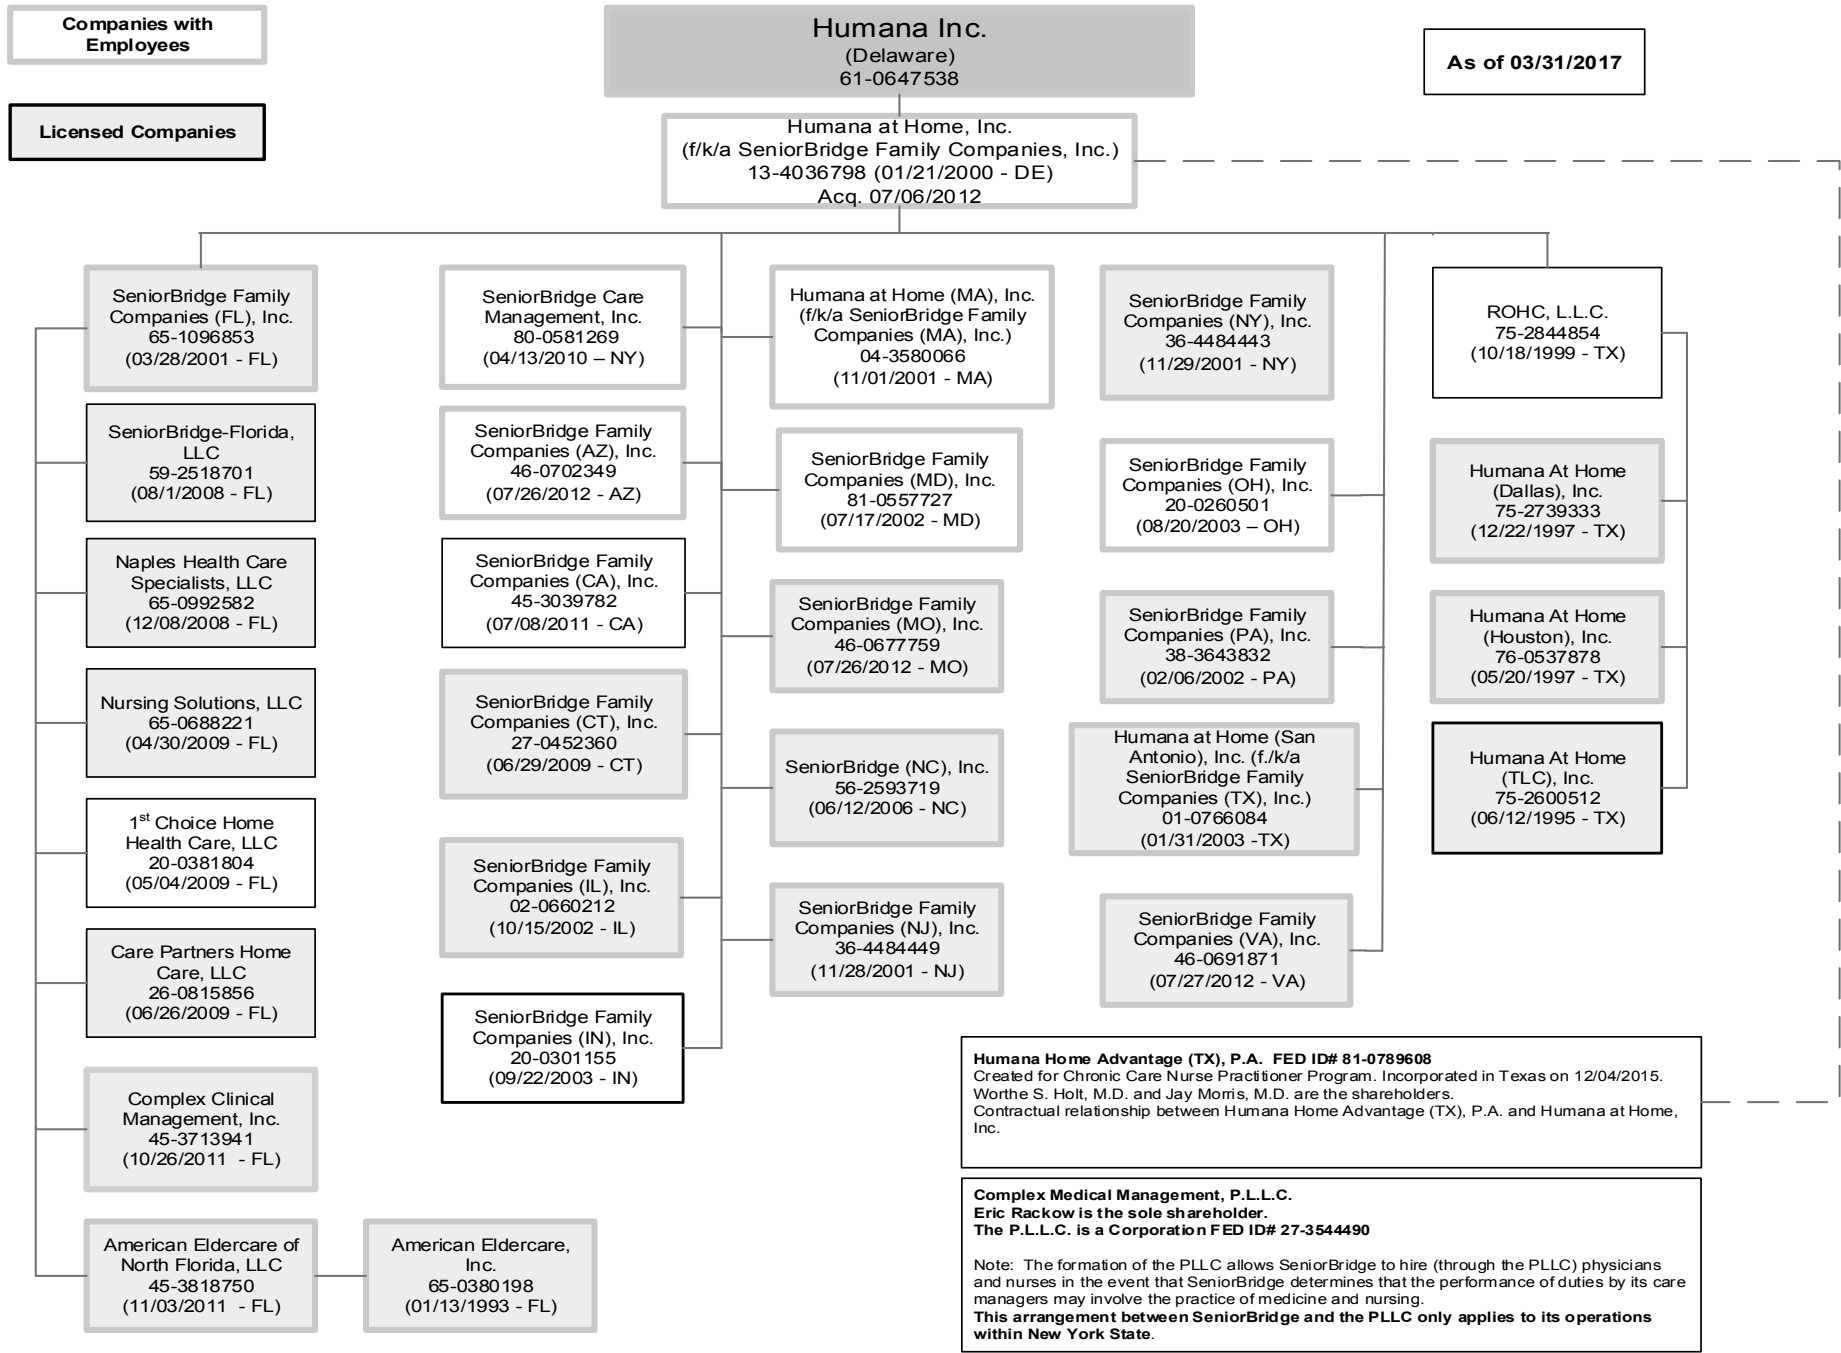 Companies with
Employees
Licensed Companies
Humana Inc.
(Delaware)
61-0647538
As of 03/31/2017
Humana at Home, Inc.
(f/k/a SeniorBridge Family Companies, Inc.)
13-4036798 (01/21/2000 - DE)
Acq. 07/06/2012
SeniorBridge Family
Companies (FL), Inc.
65-1096853
(03/28/2001 - FL)
SeniorBridge-Florida,
LLC
59-2518701
(08/1/2008 - FL)
Naples Health Care
Specialists, LLC
65-0992582
(12/08/2008 - FL)
Nursing Solutions, LLC
65-0688221
(04/30/2009 - FL)
1st Choice Home
Health Care, LLC
20-0381804
(05/04/2009 - FL)
Care Partners Home
Care, LLC
26-0815856
(06/26/2009 - FL)
Complex Clinical
Management, Inc.
45-3713941
(10/26/2011  - FL)
American Eldercare of
North Florida, LLC
45-3818750
(11/03/2011  - FL)
American Eldercare,
Inc.
65-0380198
(01/13/1993 - FL)
SeniorBridge Care
Management, Inc.
80-0581269
(04/13/2010 – NY)
SeniorBridge Family
Companies (AZ), Inc.
46-0702349
(07/26/2012 - AZ)
SeniorBridge Family
Companies (CA), Inc.
45-3039782
(07/08/2011 - CA)
SeniorBridge Family
Companies (CT), Inc.
27-0452360
(06/29/2009 - CT)
SeniorBridge Family
Companies (IL), Inc.
02-0660212
(10/15/2002 - IL)
SeniorBridge Family
Companies (IN), Inc.
20-0301155
(09/22/2003 - IN)
Humana at Home (MA), Inc.
(f/k/a SeniorBridge Family
Companies (MA), Inc.)
04-3580066
(11/01/2001 - MA)
SeniorBridge Family
Companies (MD), Inc.
81-0557727
(07/17/2002 - MD)
SeniorBridge Family
Companies (MO), Inc.
46-0677759
(07/26/2012 - MO)
SeniorBridge (NC), Inc.
56-2593719
(06/12/2006 - NC)
SeniorBridge Family
Companies (NJ), Inc.
36-4484449
(11/28/2001 - NJ)
SeniorBridge Family
Companies (NY), Inc.
36-4484443
(11/29/2001 - NY)
SeniorBridge Family
Companies (OH), Inc.
20-0260501
(08/20/2003 – OH)
SeniorBridge Family
Companies (PA), Inc.
38-3643832
(02/06/2002 - PA)
Humana at Home (San
Antonio), Inc. (f./k/a
SeniorBridge Family
Companies (TX), Inc.)
01-0766084
(01/31/2003 -TX)
SeniorBridge Family
Companies (VA), Inc.
46-0691871
(07/27/2012 - VA)
ROHC, L.L.C.
75-2844854
(10/18/1999 - TX)
Humana At Home
(Dallas), Inc.
75-2739333
(12/22/1997 - TX)
Humana At Home
(Houston), Inc.
76-0537878
(05/20/1997 - TX)
Humana At Home
(TLC), Inc.
75-2600512
(06/12/1995 - TX)
Humana Home Advantage (TX), P.A.  FED ID# 81-0789608
Created for Chronic Care Nurse Practitioner Program. Incorporated in Texas on 12/04/2015.
Worthe S. Holt, M.D. and Jay Morris, M.D. are the shareholders.
Contractual relationship between Humana Home Advantage (TX), P.A. and Humana at Home,
Inc.
Complex Medical Management, P.L.L.C.
Eric Rackow is the sole shareholder.
The P.L.L.C. is a Corporation FED ID# 27-3544490
Note:  The formation of the PLLC allows SeniorBridge to hire (through the PLLC) physicians
and nurses in the event that SeniorBridge determines that the performance of duties by its care
managers may involve the practice of medicine and nursing.
This arrangement between SeniorBridge and the PLLC only applies to its operations
within New York State.